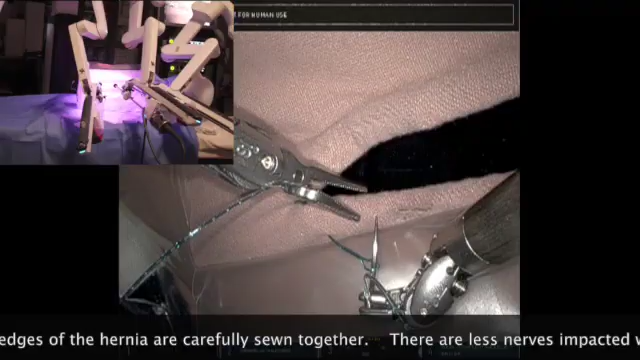 FOR HUMAN USE
edges of the hernia are carefully sewn together. There are less nerves impacted